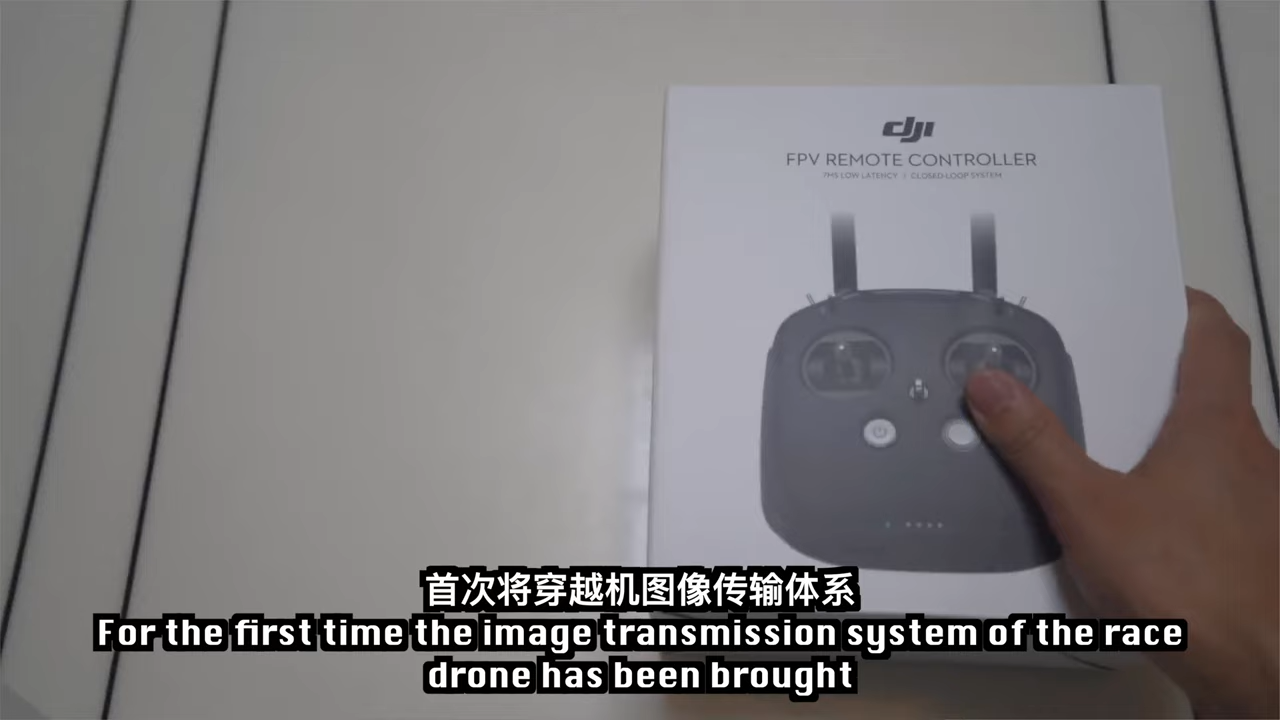 dji
FPV REMOTE CONTROLLER
7MS LOW LATENCY | CLOSED-LOOP SYSTEM
首次将穿越机图像传输体系
For the first time the image transmission system of the race
drone has been brought